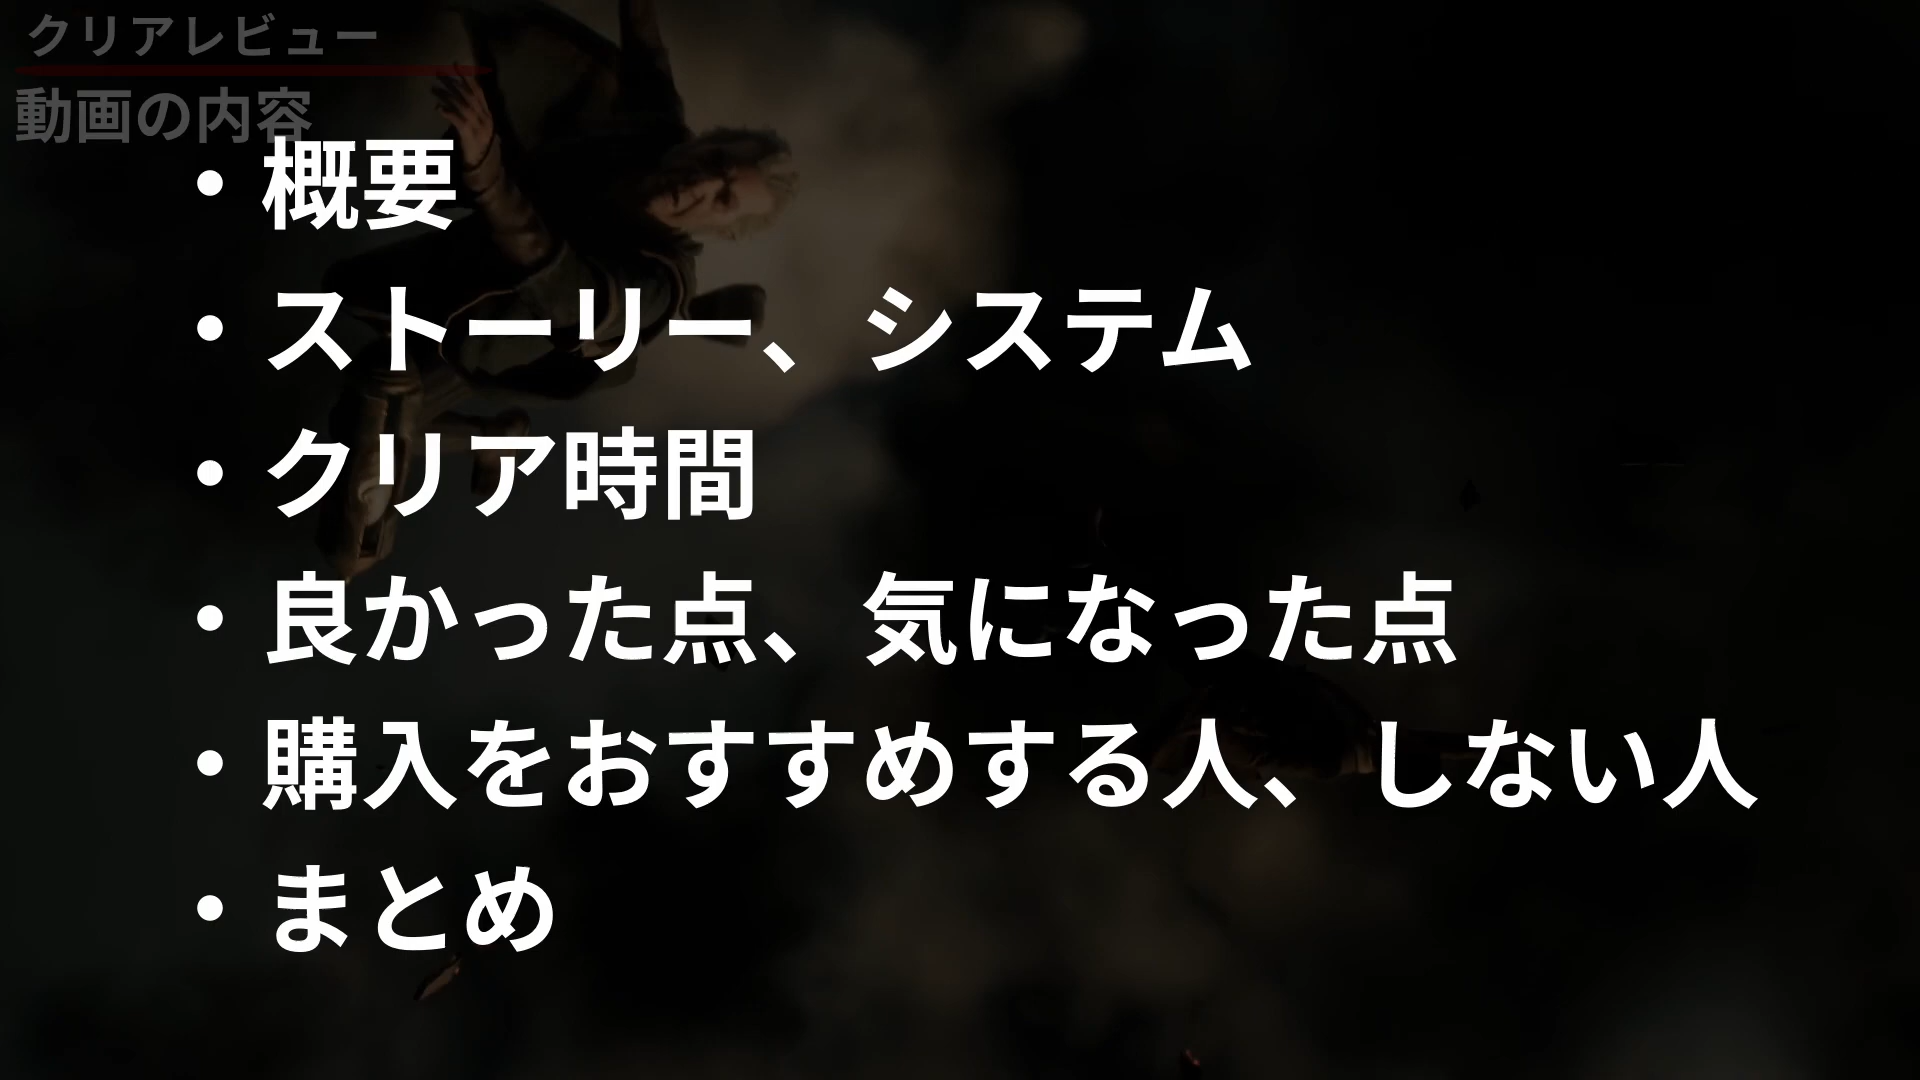 クリアレビュー
動画の内容
・概要
・ストーリー、システム
・クリア時間
・良かった点、気になった点
・購入をおすすめする人、しない人
・まとめ